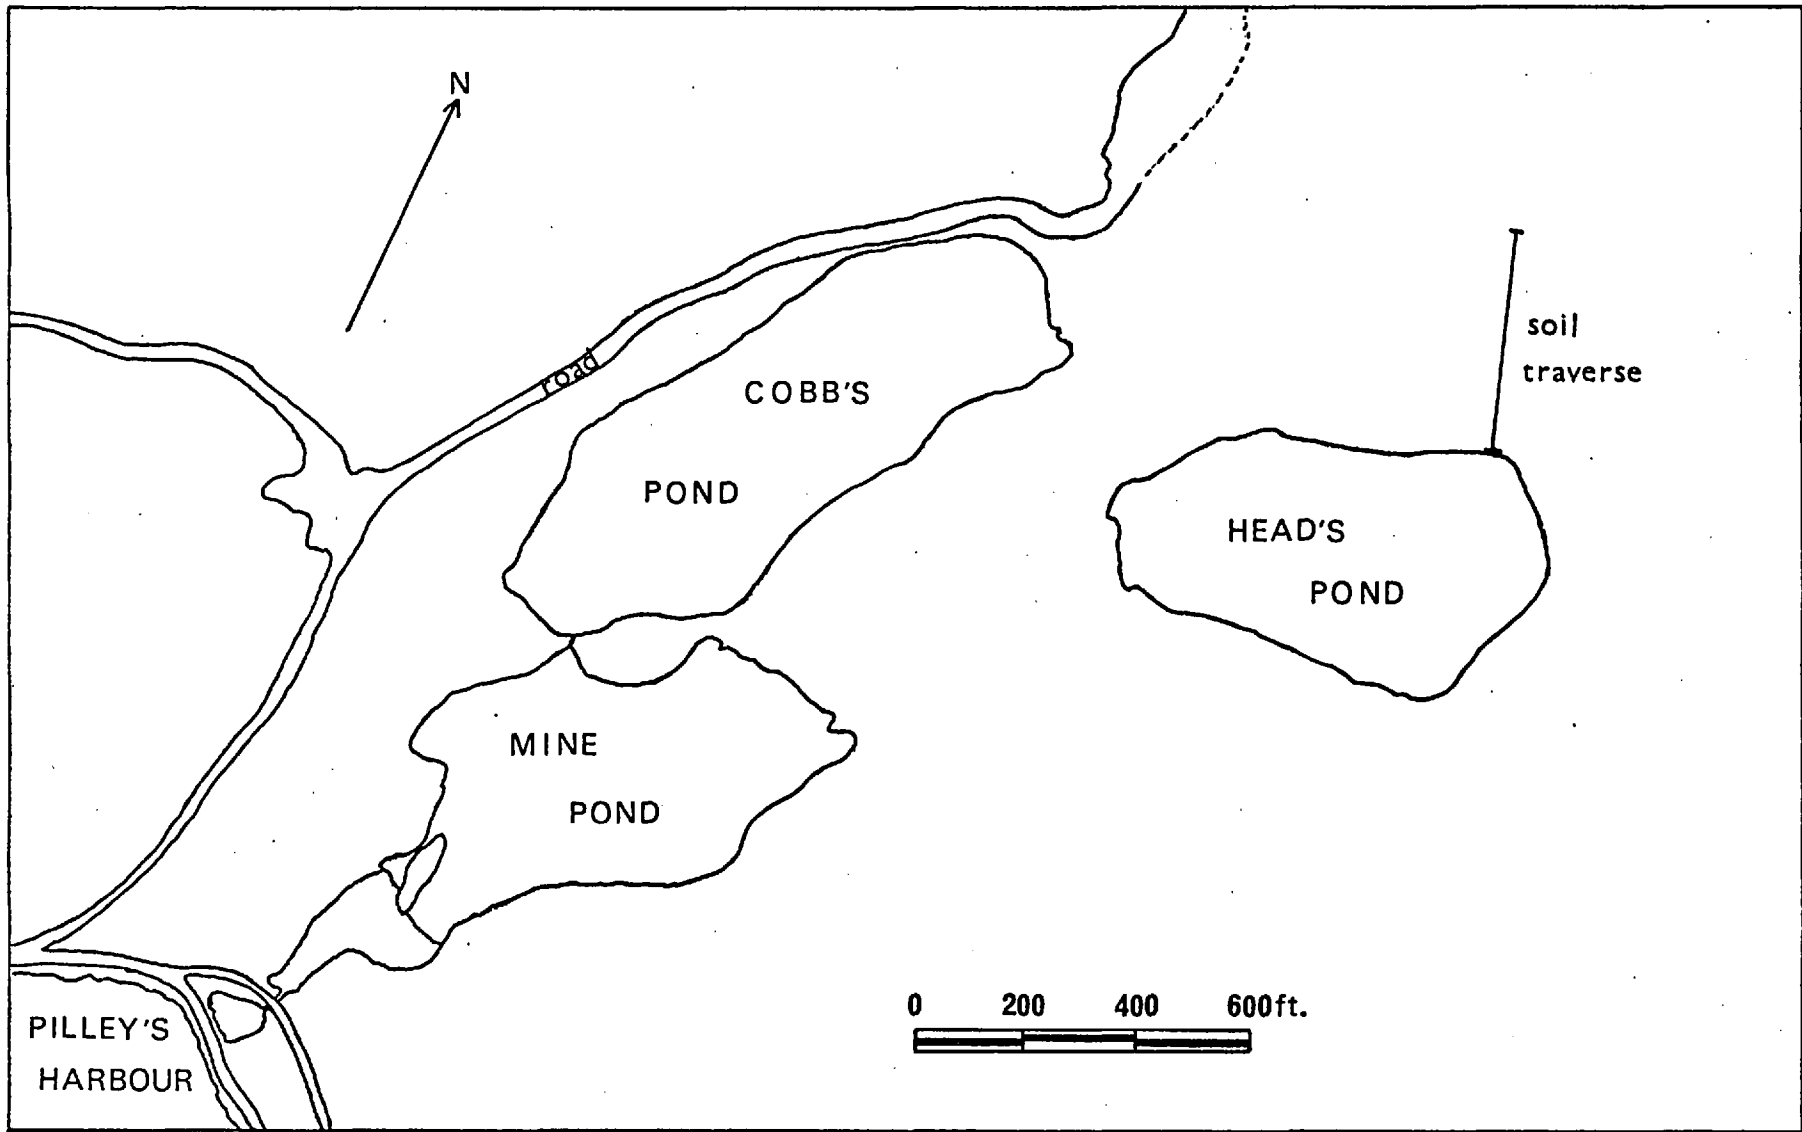 N
road
COBB'S
POND
soil
traverse
HEAD'S
POND
MINE
POND
0 200 400 600ft.
PILLEY'S
HARBOUR